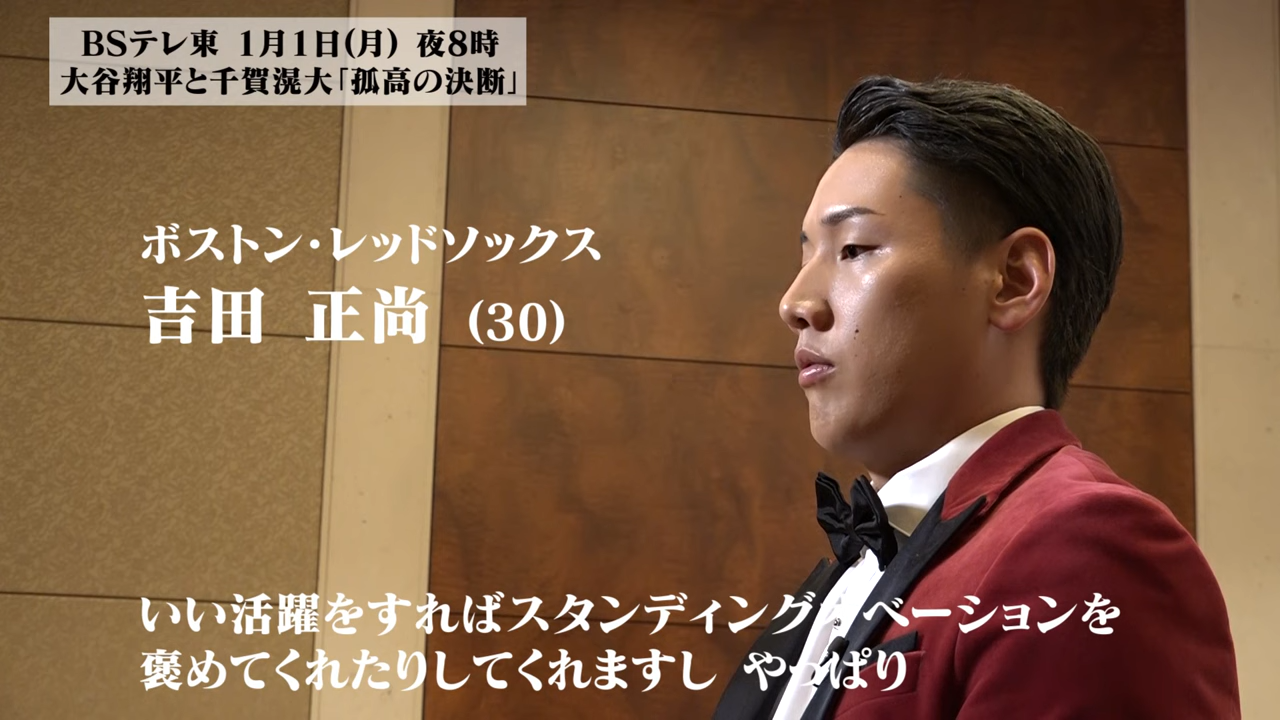 BSテレ東 1月1日(月) 夜8時
大谷翔平と千賀滉大「孤高の決断」
ボストン・レッドソックス
吉田 正尚 (30)
いい活躍をすればスタンディングオベーションを
褒めてくれたりしてくれますし やっぱり